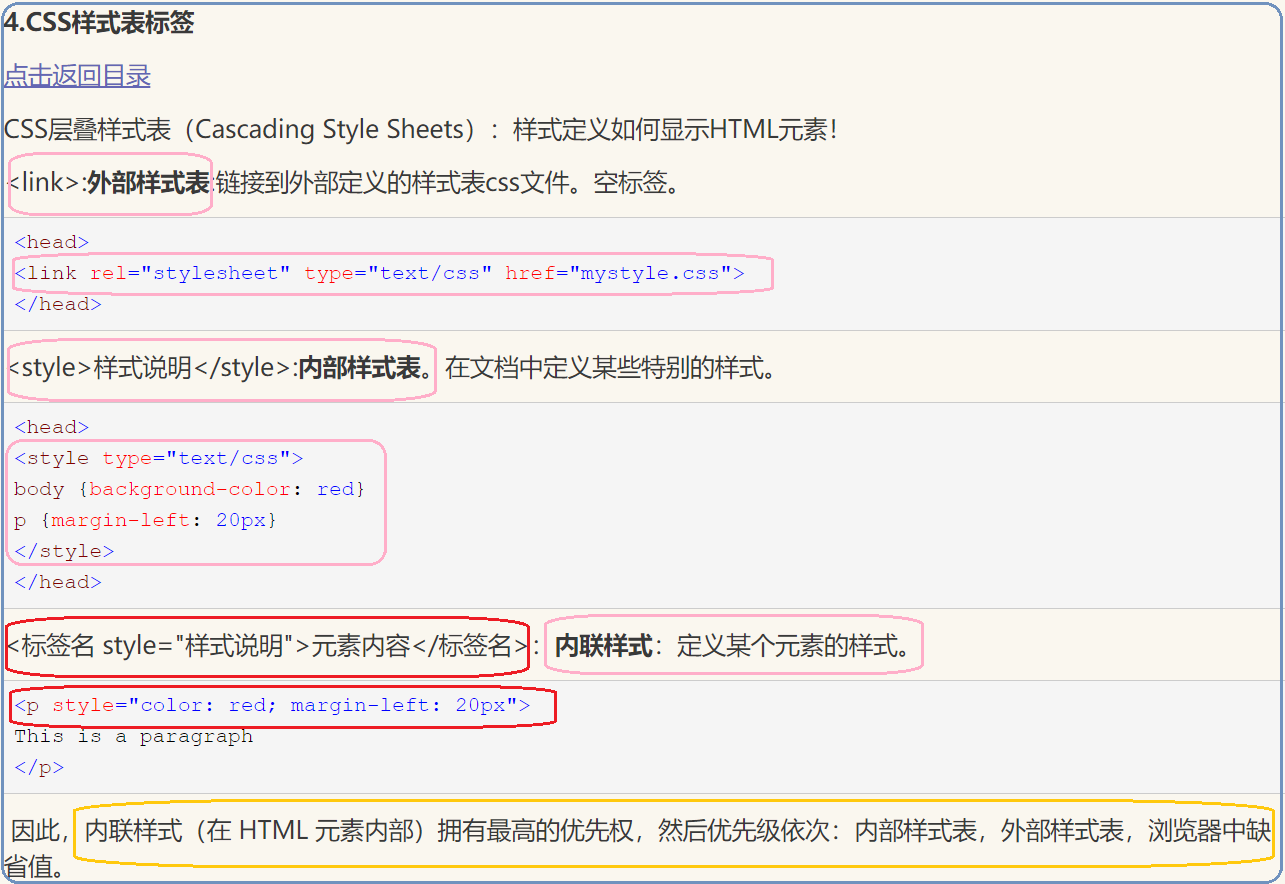 4.CSS样式表标签
点击返回目录
CSS层叠样式表（Cascading Style Sheets）：样式定义如何显示HTML元素！
<link>:外部样式表:链接到外部定义的样式表css文件。空标签。
<head>
<link rel="stylesheet" type="text/css" href="mystyle.css">
</head>
<style>样式说明</style>:内部样式表。在文档中定义某些特别的样式。
<head>
<style type="text/css">
body {background-color: red}
p {margin-left: 20px}
</style>
</head>
<标签名 style="样式说明">元素内容</标签名>：内联样式：定义某个元素的样式。
<p style="color: red; margin-left: 20px">
This is a paragraph
</p>
因此，内联样式（在 HTML 元素内部）拥有最高的优先权，然后优先级依次：内部样式表，外部样式表，浏览器中缺
省值。